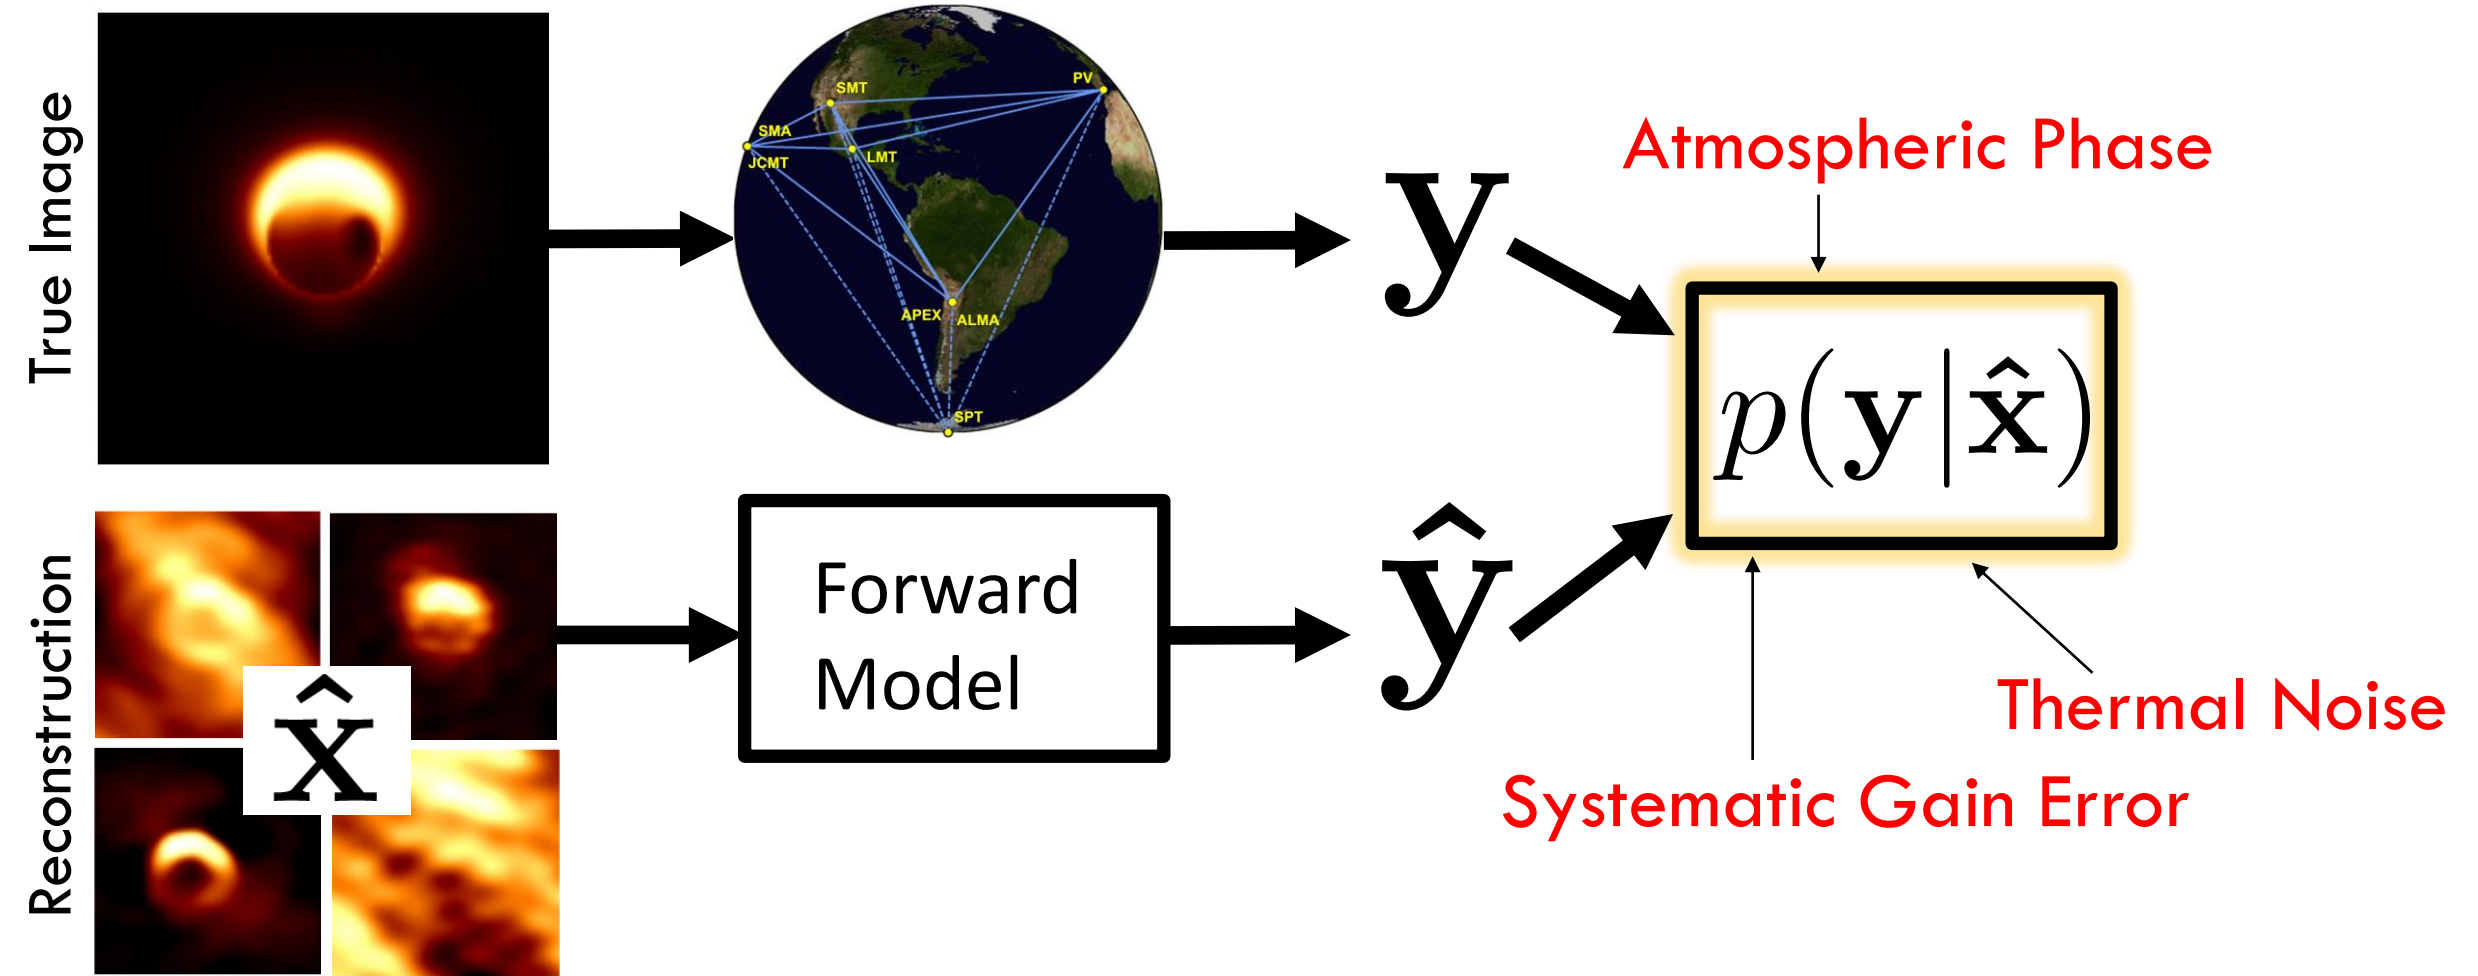 True Image
SMT
PV
SMA
JCMT
LMT
APEX
ALMA
SPT
y
Atmospheric Phase
p(y|x̂)
Reconstruction
x̂
Forward
Model
ŷ
Thermal Noise
Systematic Gain Error